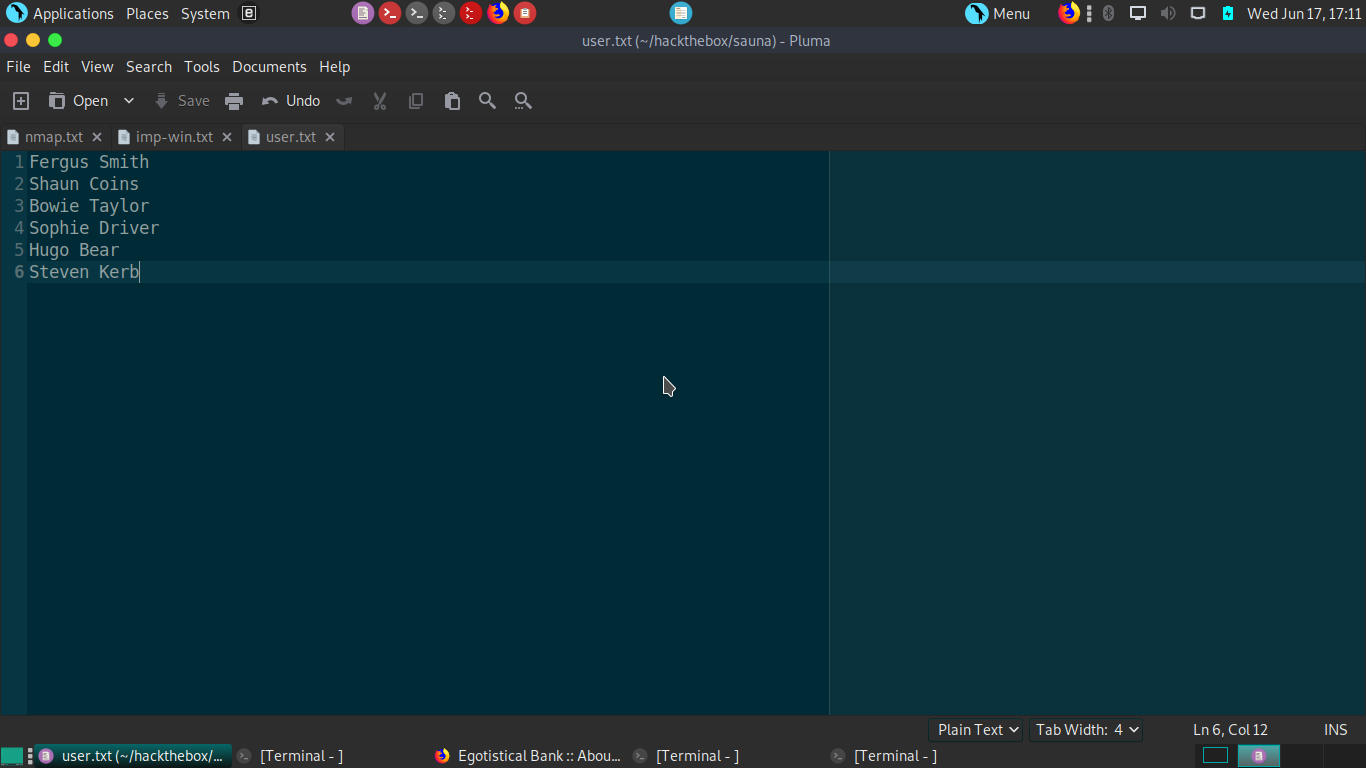 Applications Places System Menu Wed Jun 17, 17:11
user.txt (~/hackthebox/sauna) - Pluma
File Edit View Search Tools Documents Help
Open Save Undo
nmap.txt imp-win.txt user.txt
1 Fergus Smith
2 Shaun Coins
3 Bowie Taylor
4 Sophie Driver
5 Hugo Bear
6 Steven Kerb
Plain Text Tab Width: 4 Ln 6, Col 12 INS
user.txt (~/hackthebox/... [Terminal - ] Egotistical Bank :: Abou... [Terminal - ] [Terminal - ]